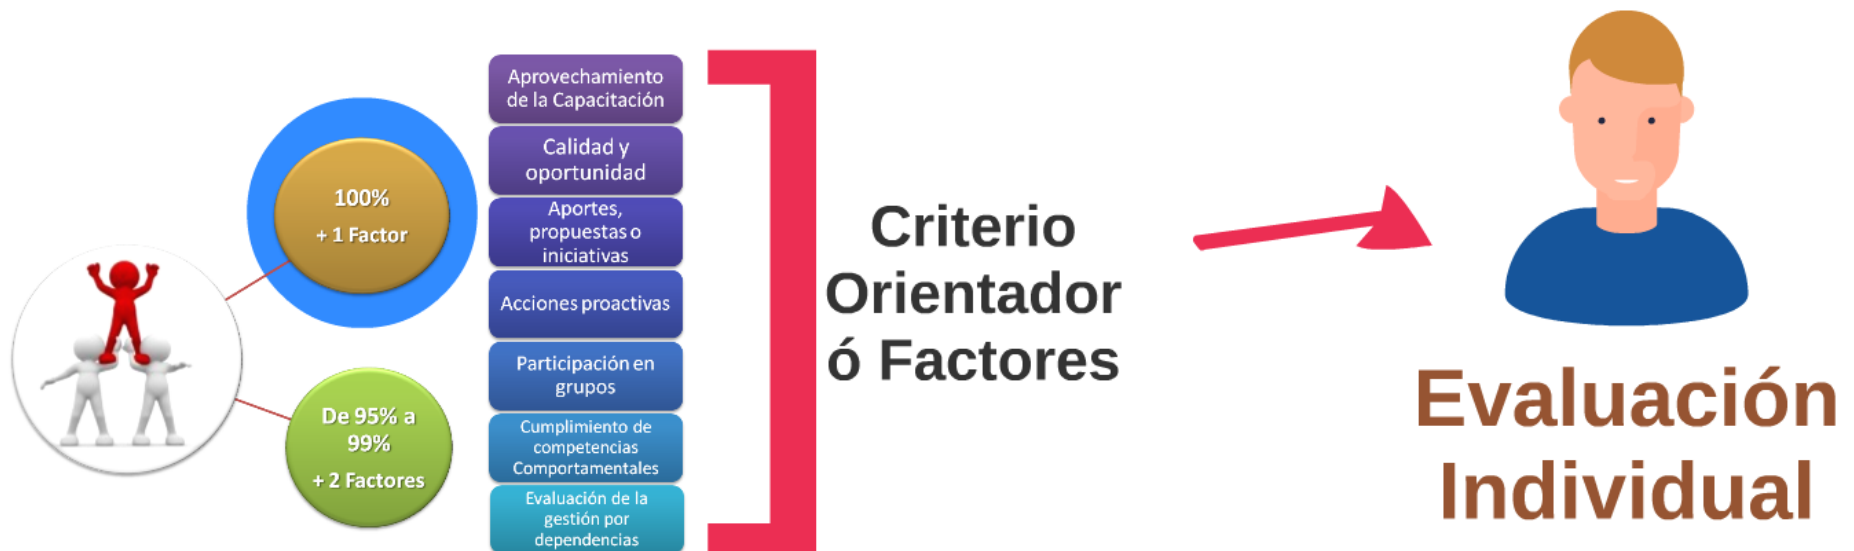 100%
+ 1 Factor
De 95% a
99%
+ 2 Factores
Aprovechamiento
de la Capacitación
Calidad y
oportunidad
Aportes,
propuestas o
iniciativas
Acciones proactivas
Participación en
grupos
Cumplimiento de
competencias
Comportamentales
Evaluación de la
gestión por
dependencias
Criterio
Orientador
ó Factores
Evaluación
Individual